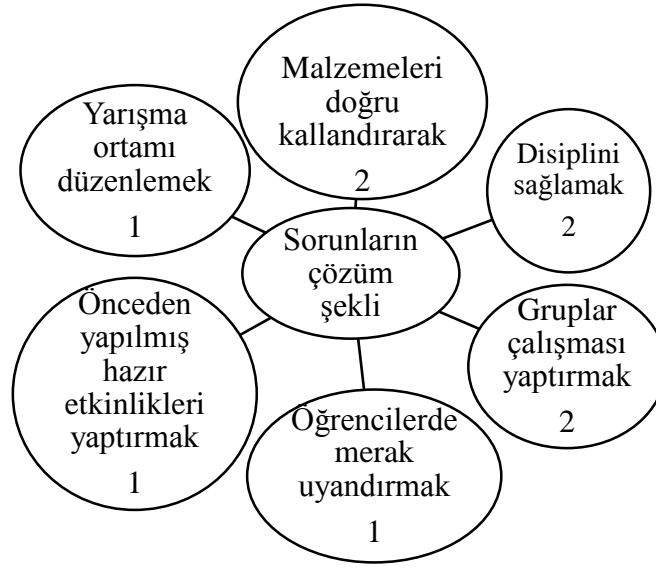 Malzemeleri
doğru
kallandırarak
2
Yarışma
ortamı
düzenlemek
1
Disiplini
sağlamak
2
Sorunların
çözüm
şekli
Önceden
yapılmış
hazır
etkinlikleri
yaptırmak
1
Gruplar
çalışması
yaptırmak
2
Öğrencilerde
merak
uyandırmak
1